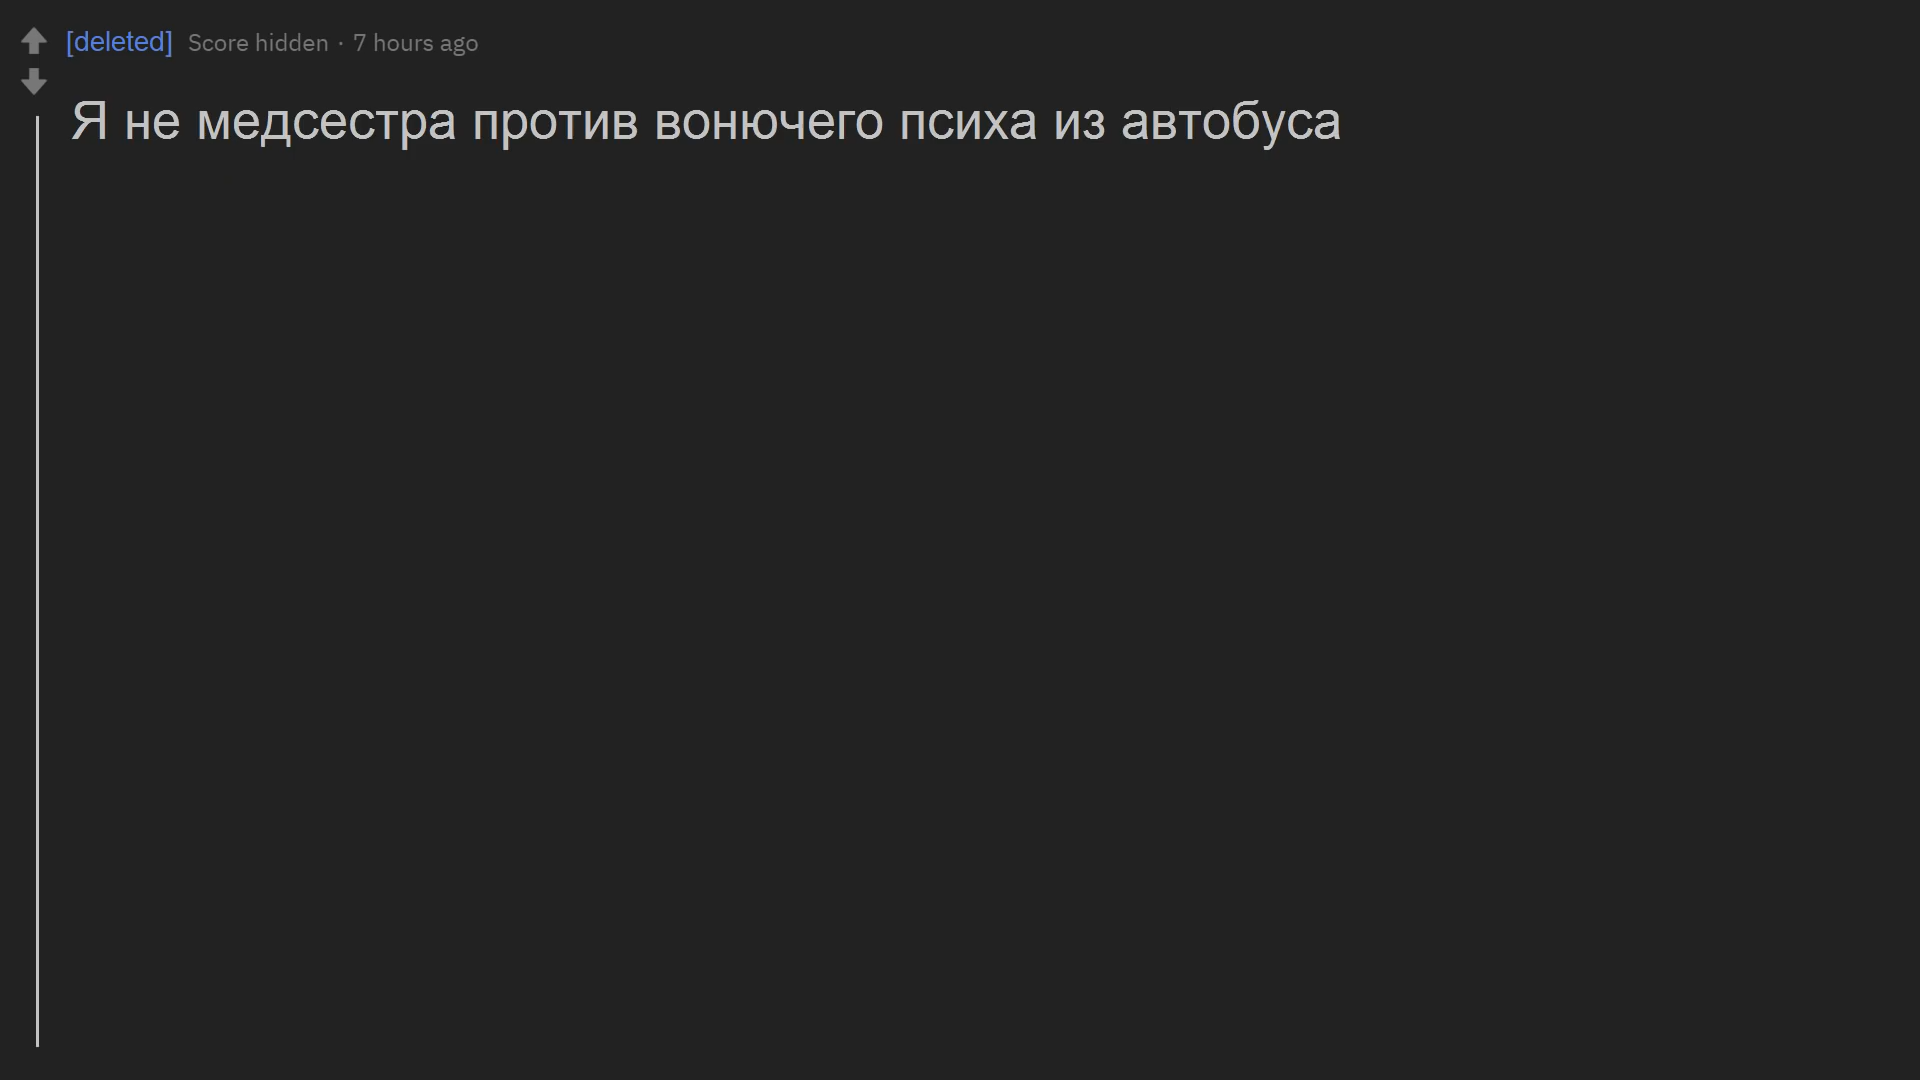 [deleted] Score hidden · 7 hours ago
Я не медсестра против вонючего психа из автобуса